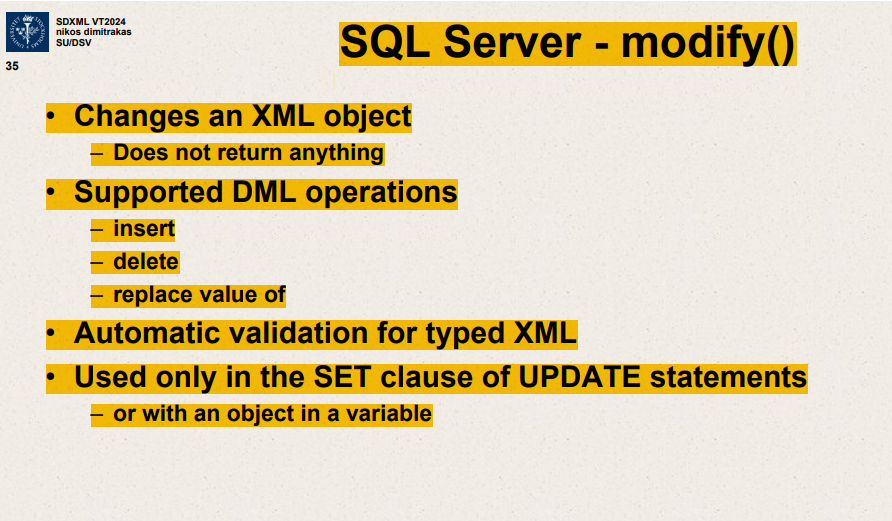 SDXML VT2024
nikos dimitrakas
SU/DSV
35
SQL Server - modify()
• Changes an XML object
– Does not return anything
• Supported DML operations
– insert
– delete
– replace value of
• Automatic validation for typed XML
• Used only in the SET clause of UPDATE statements
– or with an object in a variable